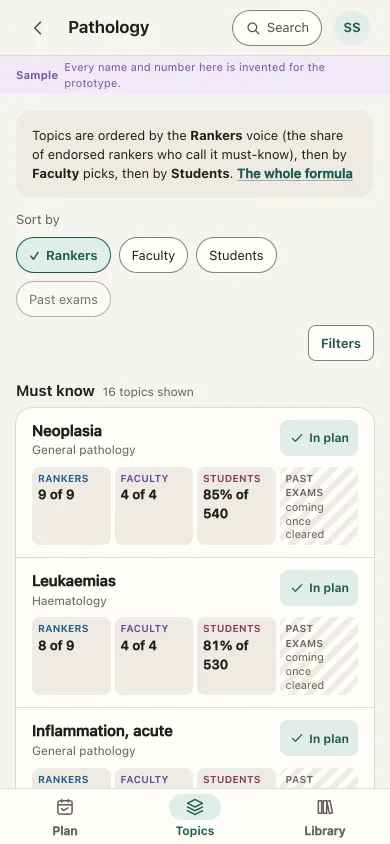 Pathology
Search
SS
Sample
Every name and number here is invented for the
prototype.
Topics are ordered by the Rankers voice (the share
of endorsed rankers who call it must-know), then by
Faculty picks, then by Students. The whole formula
Sort by
Rankers
Faculty
Students
Past exams
Filters
Must know 16 topics shown
Neoplasia
General pathology
In plan
RANKERS
9 of 9
FACULTY
4 of 4
STUDENTS
85% of
540
PAST
EXAMS
coming
once
cleared
Leukaemias
Haematology
In plan
RANKERS
8 of 9
FACULTY
4 of 4
STUDENTS
81% of
530
PAST
EXAMS
coming
once
cleared
Inflammation, acute
General pathology
In plan
RANKERS
FACULTY
STUDENTS
PAST
Plan
Topics
Library